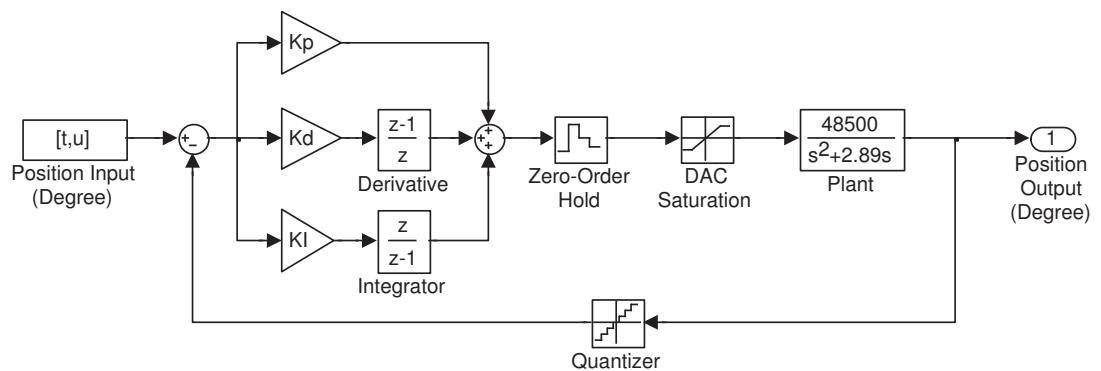 Kp
[t,u]
Position Input
(Degree)
+
−
Kd
z-1
z
Derivative
+
+
+
Zero-Order
Hold
DAC
Saturation
48500
s2+2.89s
Plant
1
Position
Output
(Degree)
KI
z
z-1
Integrator
Quantizer